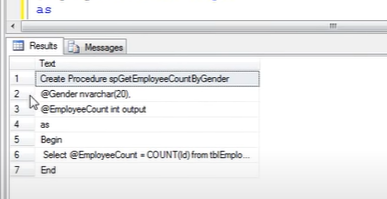 as
Results Messages
Text
1 Create Procedure spGetEmployeeCountByGender
2 @Gender nvarchar(20),
3 @EmployeeCount int output
4 as
5 Begin
6 Select @EmployeeCount = COUNT(Id) from tblEmplo...
7 End